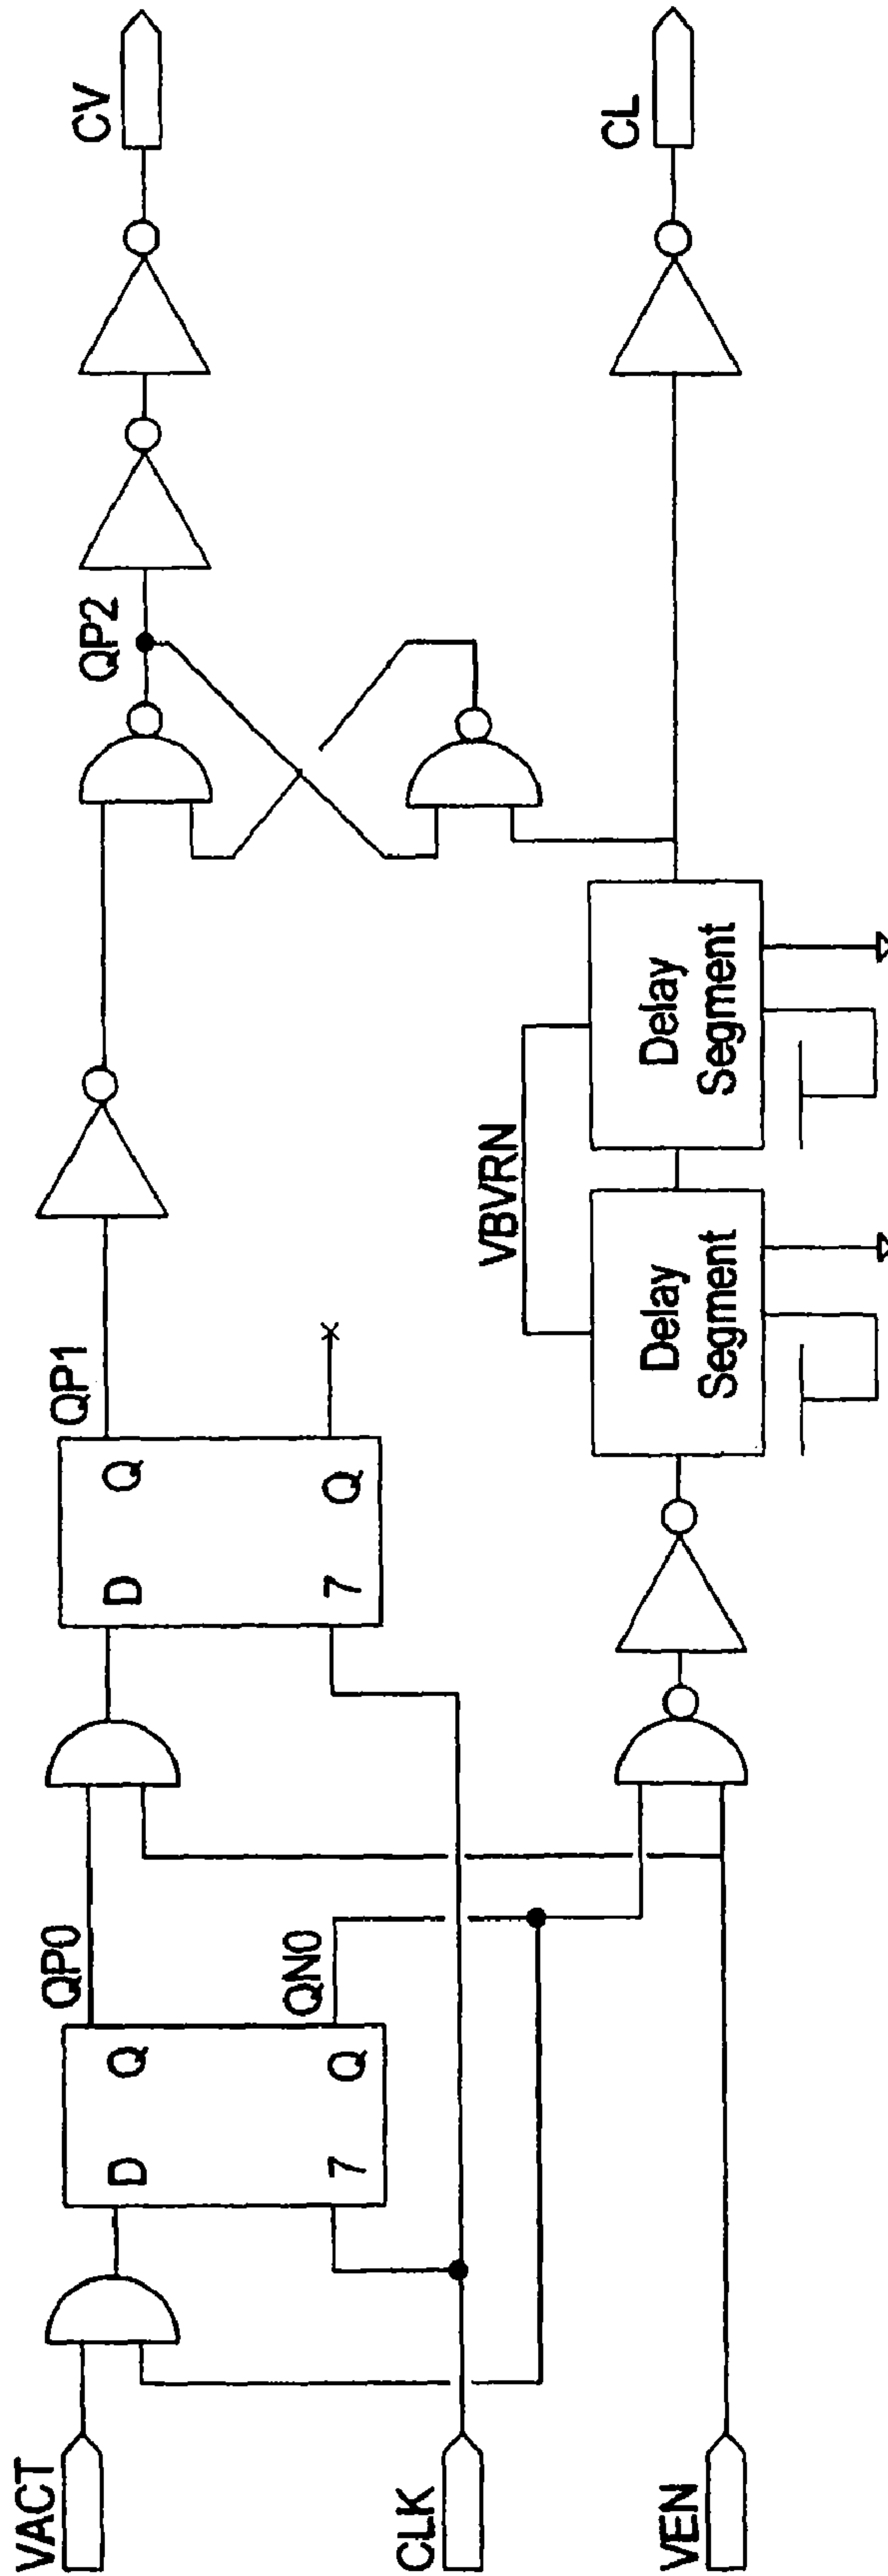 VACT
CLK
VEN
D
Q
7
Q
QP0
QN0
D
Q
7
Q
QP1
Delay
Segment
VBVRN
Delay
Segment
QP2
CV
CL